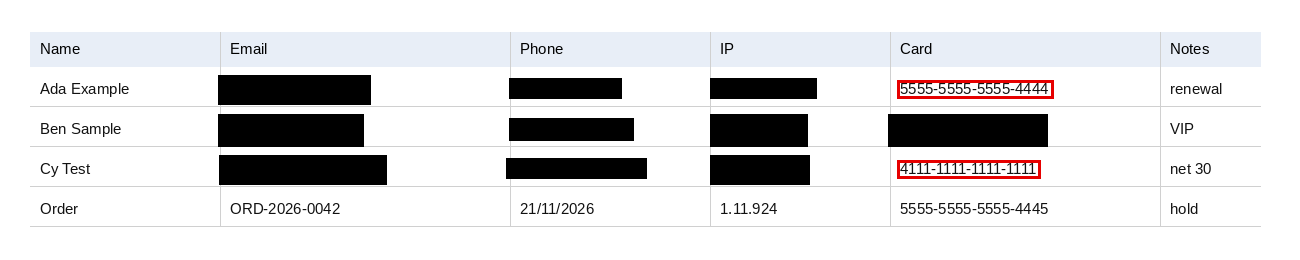 Name Email Phone IP Card Notes
Ada Example 5555-5555-5555-4444 renewal
Ben Sample VIP
Cy Test 4111-1111-1111-1111 net 30
Order ORD-2026-0042 21/11/2026 1.11.924 5555-5555-5555-4445 hold